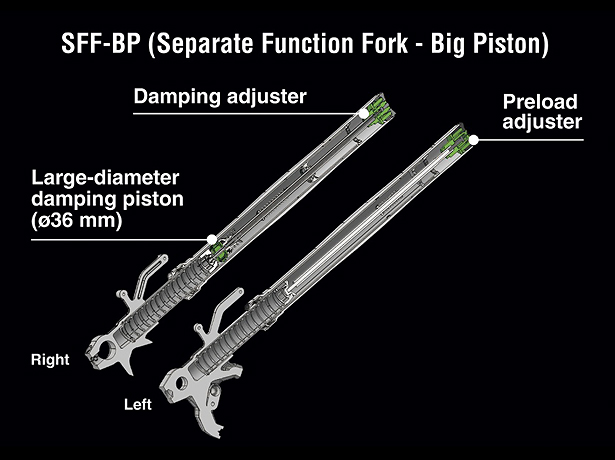 SFF-BP (Separate Function Fork - Big Piston)
Damping adjuster
Preload
adjuster
Large-diameter
damping piston
(ø36 mm)
Right
Left